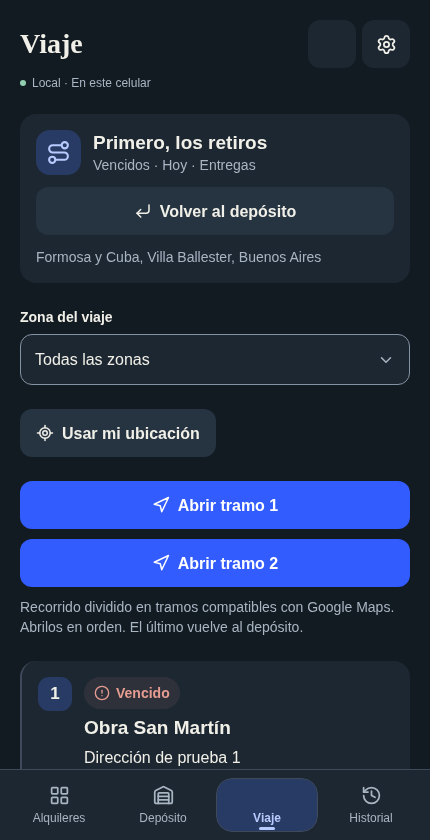 Viaje
Local · En este celular
Primero, los retiros
Vencidos · Hoy · Entregas
Volver al depósito
Formosa y Cuba, Villa Ballester, Buenos Aires
Zona del viaje
Todas las zonas
Usar mi ubicación
Abrir tramo 1
Abrir tramo 2
Recorrido dividido en tramos compatibles con Google Maps.
Abrilos en orden. El último vuelve al depósito.
1
Vencido
Obra San Martín
Dirección de prueba 1
Alquileres
Depósito
Viaje
Historial